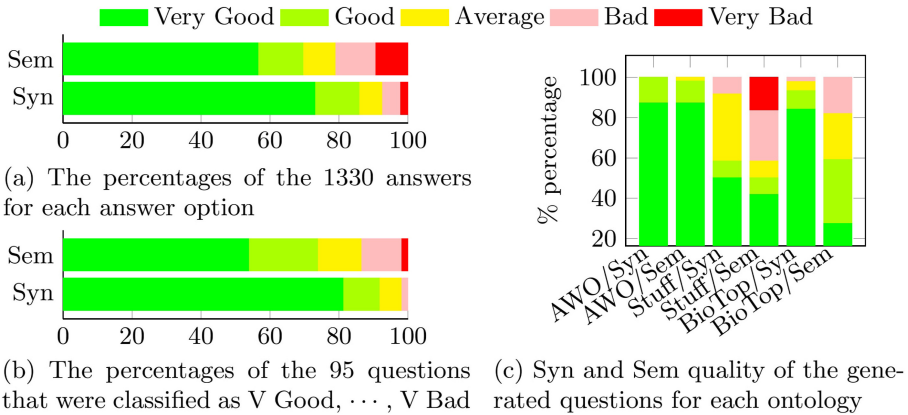 Very Good Good Average Bad Very Bad
Sem
Syn
0 20 40 60 80 100
(a) The percentages of the 1330 answers
for each answer option
Sem
Syn
0 20 40 60 80 100
(b) The percentages of the 95 questions
that were classified as V Good, ··· , V Bad
% percentage
100
80
60
40
20
AWO/Syn
AWO/Sem
Stuff/Syn
Stuff/Sem
BioTop/Syn
BioTop/Sem
(c) Syn and Sem quality of the gene-
rated questions for each ontology